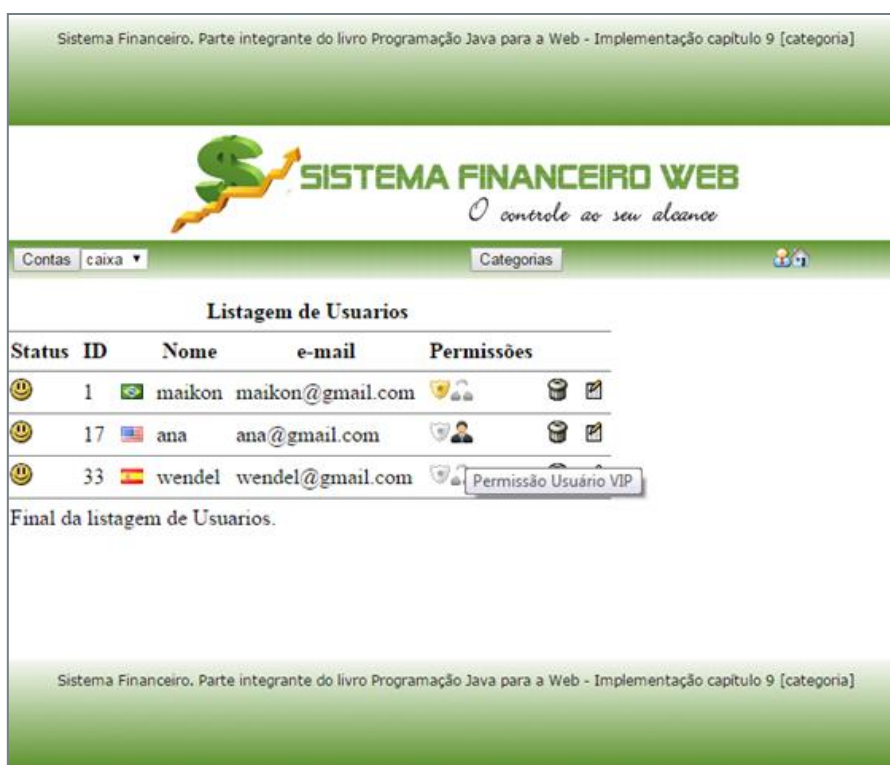 Sistema Financeiro. Parte integrante do livro Programação Java para a Web - Implementação capítulo 9 [categoria]
SISTEMA FINANCEIRO WEB
O controle ao seu alcance
Contas caixa Categorias
Listagem de Usuarios
Status ID Nome e-mail Permissões
1 maikon maikon@gmail.com
17 ana ana@gmail.com
33 wendel wendel@gmail.com
Permissão Usuário VIP
Final da listagem de Usuarios.
Sistema Financeiro. Parte integrante do livro Programação Java para a Web - Implementação capítulo 9 [categoria]